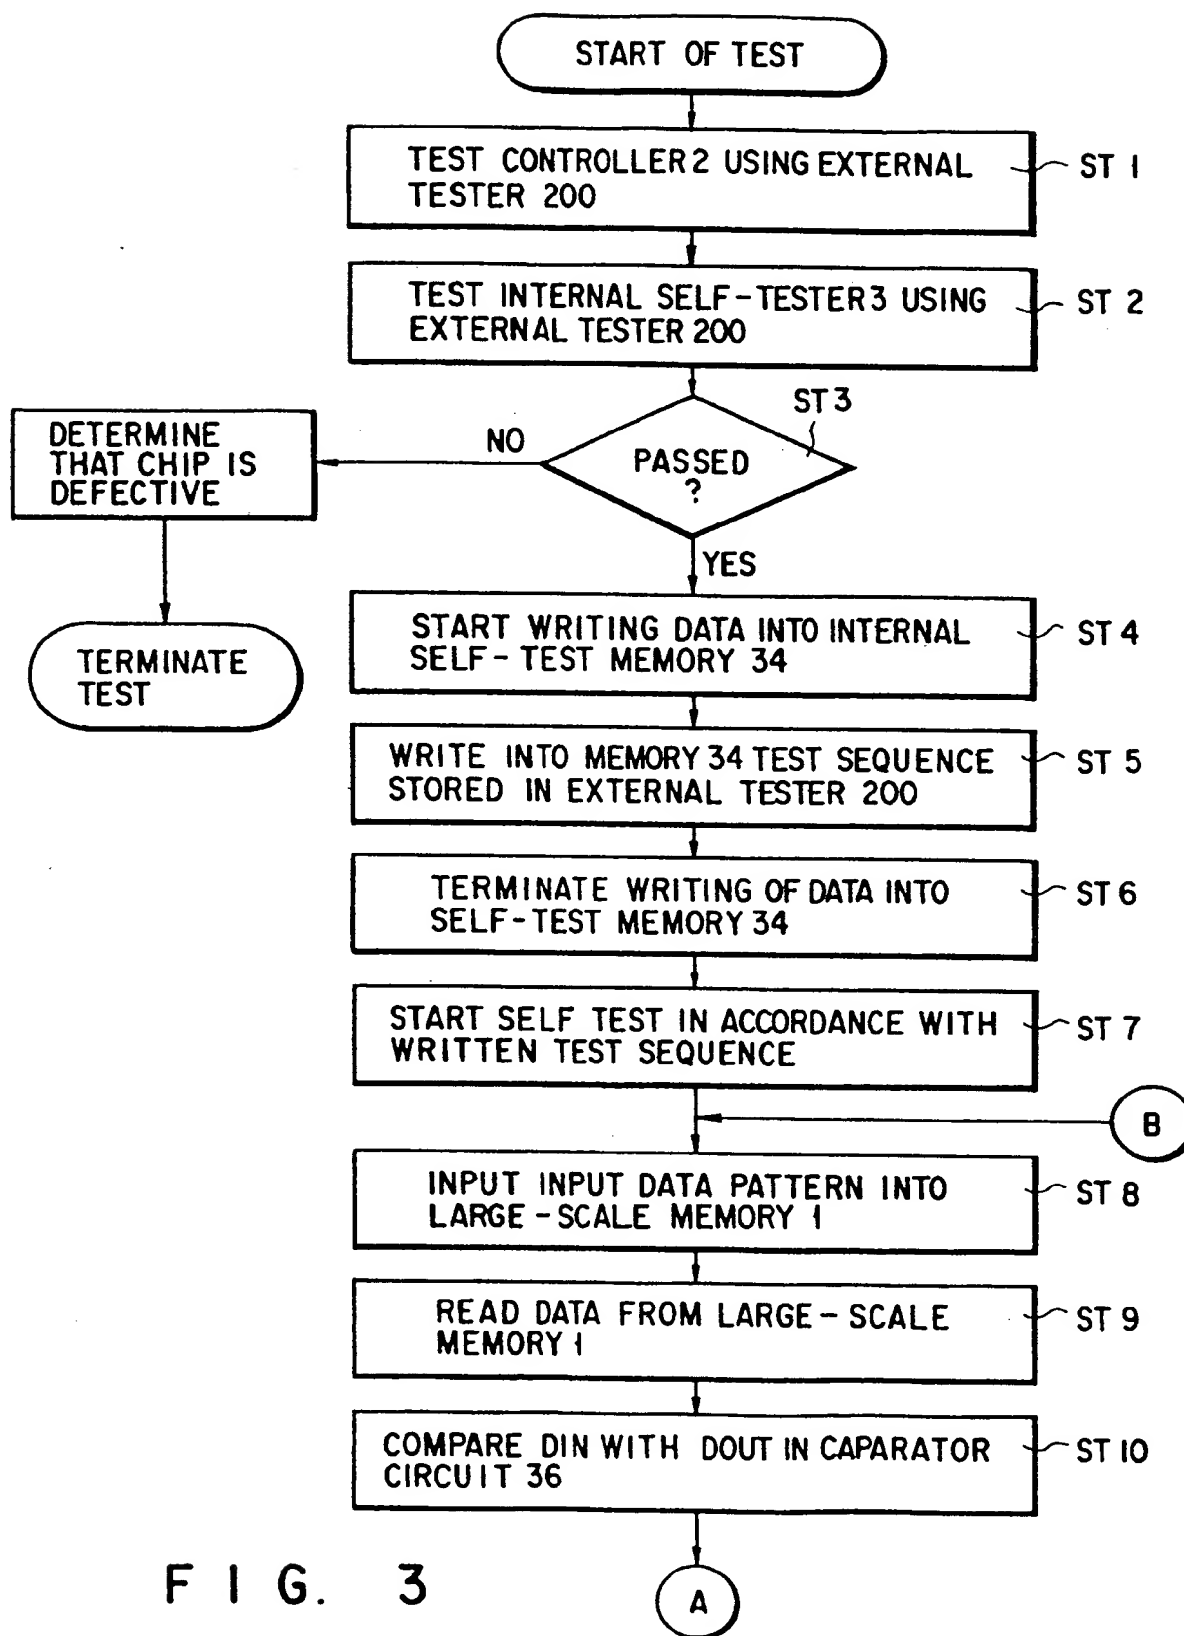 START OF TEST
TEST CONTROLLER 2 USING EXTERNAL
TESTER 200
ST 1
TEST INTERNAL SELF-TESTER 3 USING
EXTERNAL TESTER 200
ST 2
ST 3
PASSED
?
NO
DETERMINE
THAT CHIP IS
DEFECTIVE
TERMINATE
TEST
YES
START WRITING DATA INTO INTERNAL
SELF-TEST MEMORY 34
ST 4
WRITE INTO MEMORY 34 TEST SEQUENCE
STORED IN EXTERNAL TESTER 200
ST 5
TERMINATE WRITING OF DATA INTO
SELF-TEST MEMORY 34
ST 6
START SELF TEST IN ACCORDANCE WITH
WRITTEN TEST SEQUENCE
ST 7
B
INPUT INPUT DATA PATTERN INTO
LARGE-SCALE MEMORY 1
ST 8
READ DATA FROM LARGE-SCALE
MEMORY 1
ST 9
COMPARE DIN WITH DOUT IN CAPARATOR
CIRCUIT 36
ST 10
A
FIG. 3